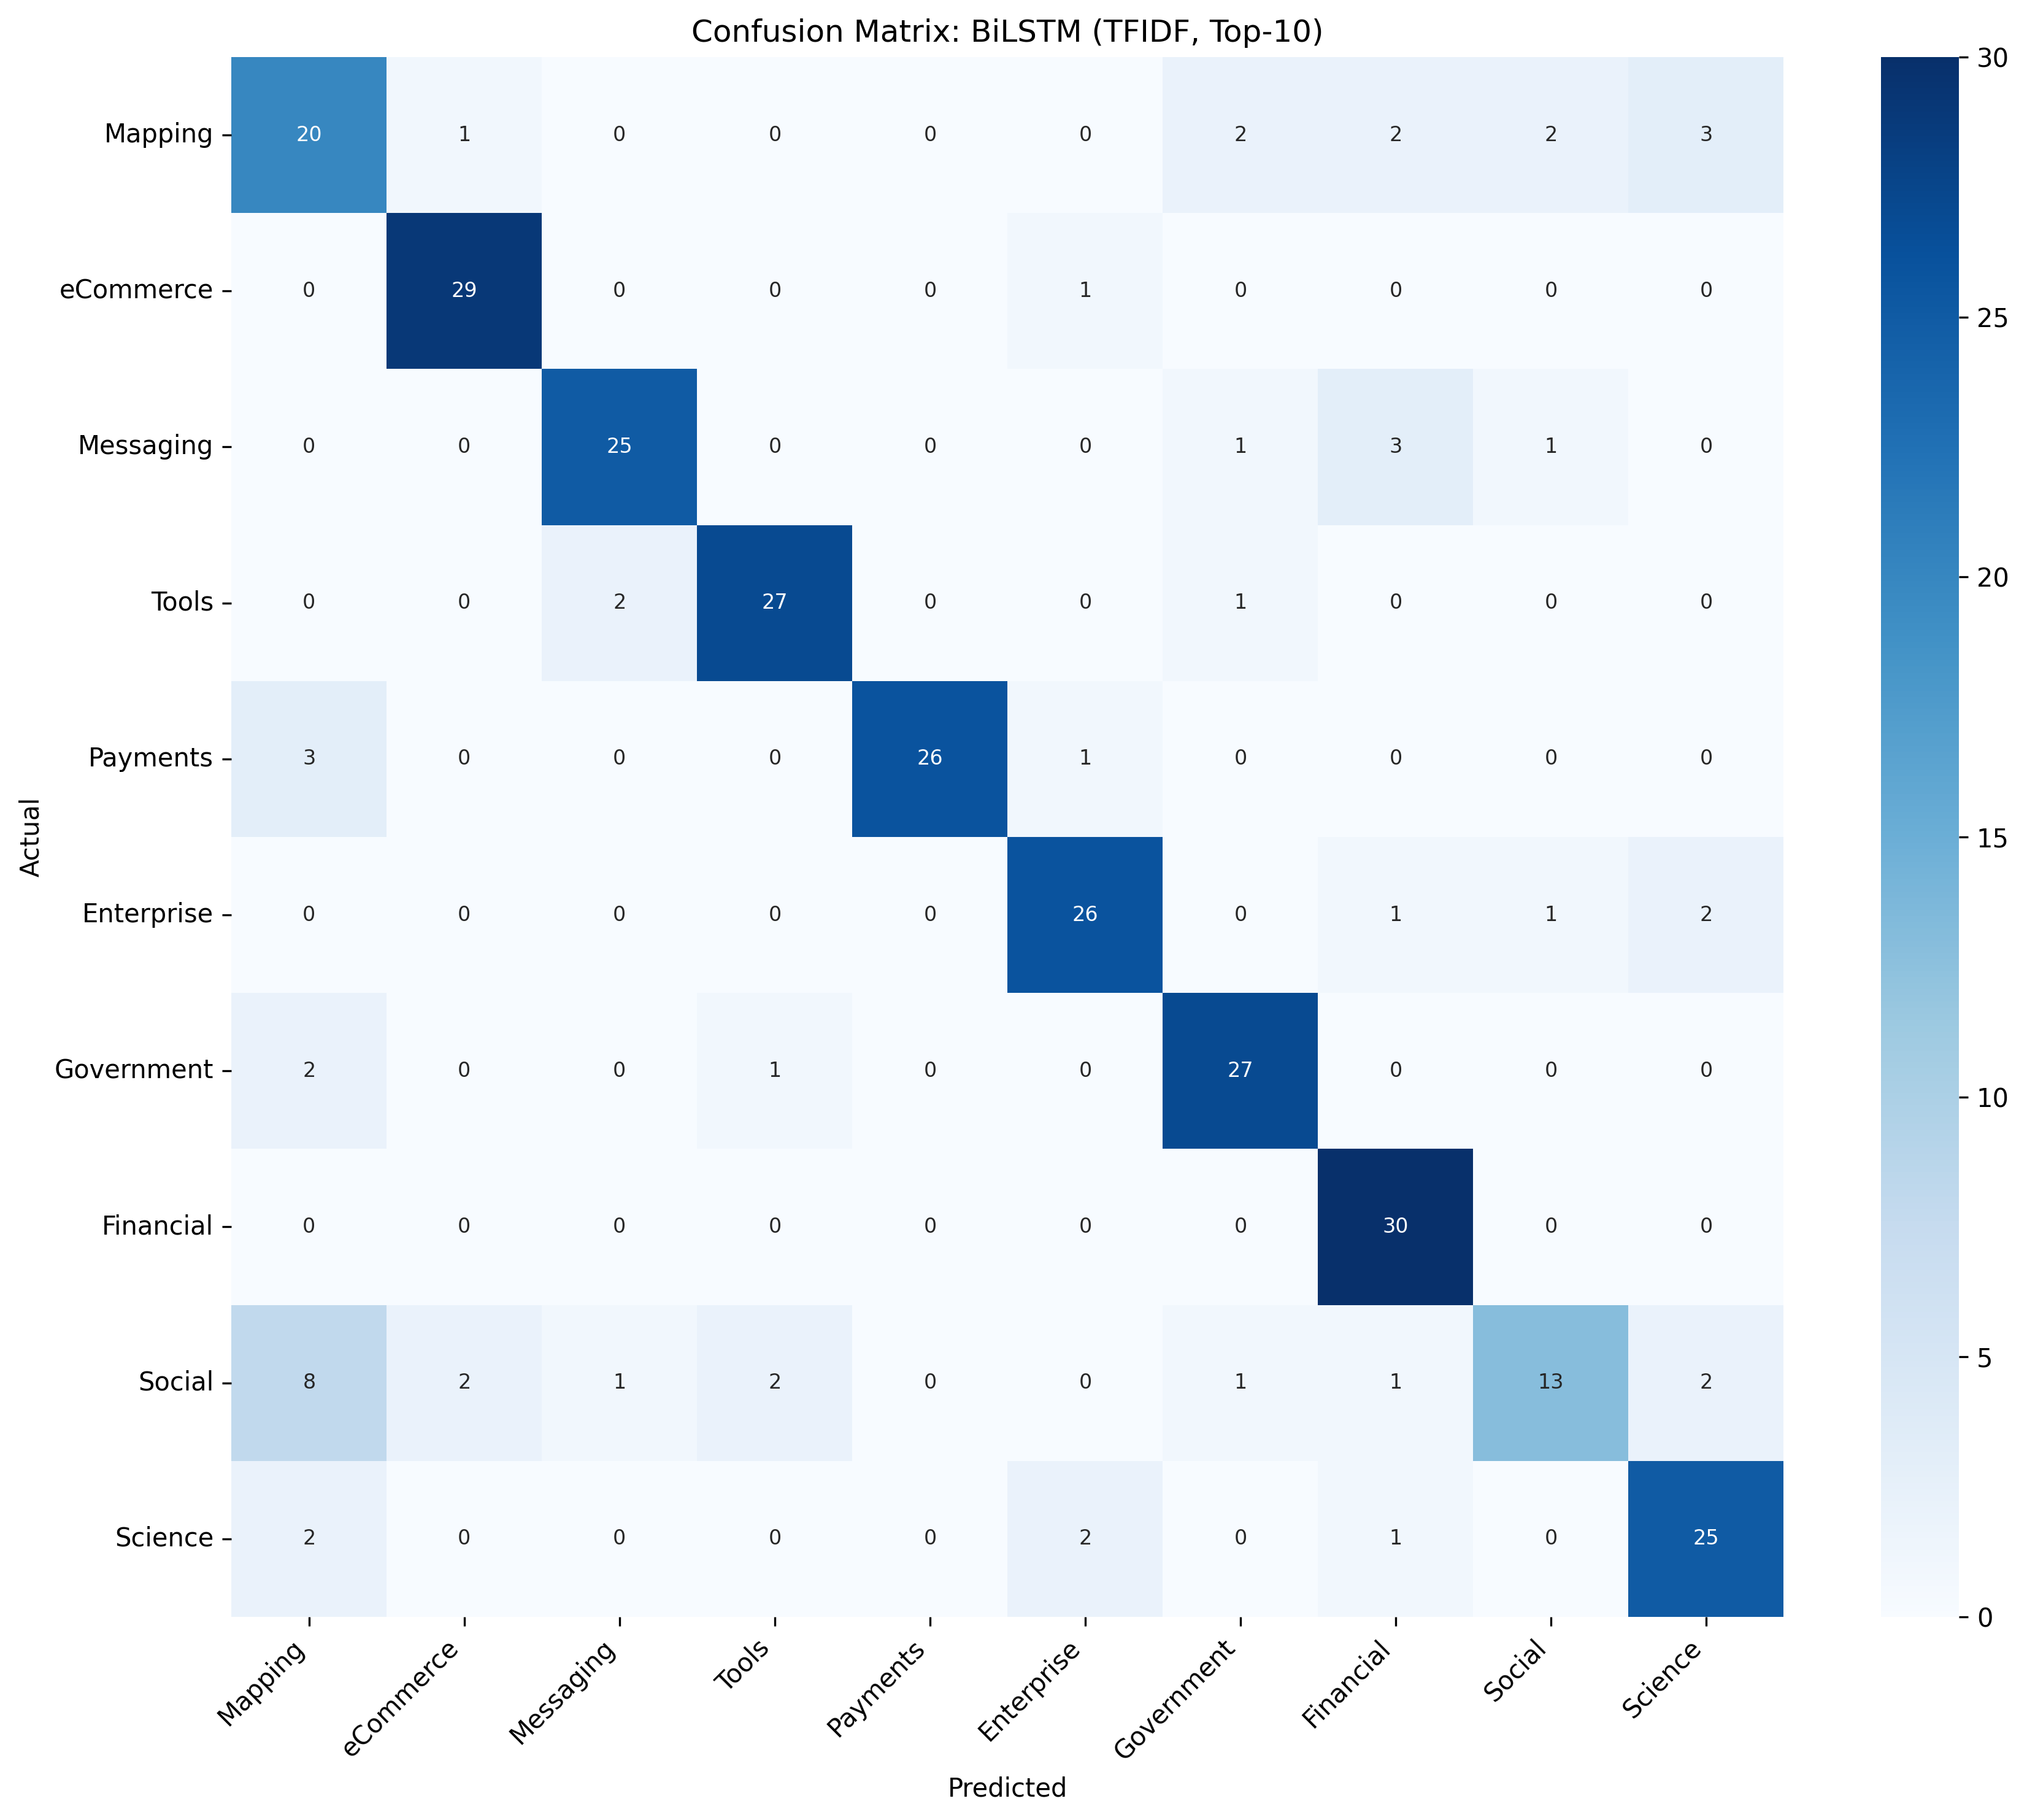 Confusion Matrix: BiLSTM (TFIDF, Top-10)
Mapping 20 1 0 0 0 0 2 2 2 3
eCommerce 0 29 0 0 0 1 0 0 0 0
Messaging 0 0 25 0 0 0 1 3 1 0
Tools 0 0 2 27 0 0 1 0 0 0
Payments 3 0 0 0 26 1 0 0 0 0
Enterprise 0 0 0 0 0 26 0 1 1 2
Government 2 0 0 1 0 0 27 0 0 0
Financial 0 0 0 0 0 0 0 30 0 0
Social 8 2 1 2 0 0 1 1 13 2
Science 2 0 0 0 0 2 0 1 0 25
Actual
Mapping eCommerce Messaging Tools Payments Enterprise Government Financial Social Science
Predicted
30
25
20
15
10
5
0